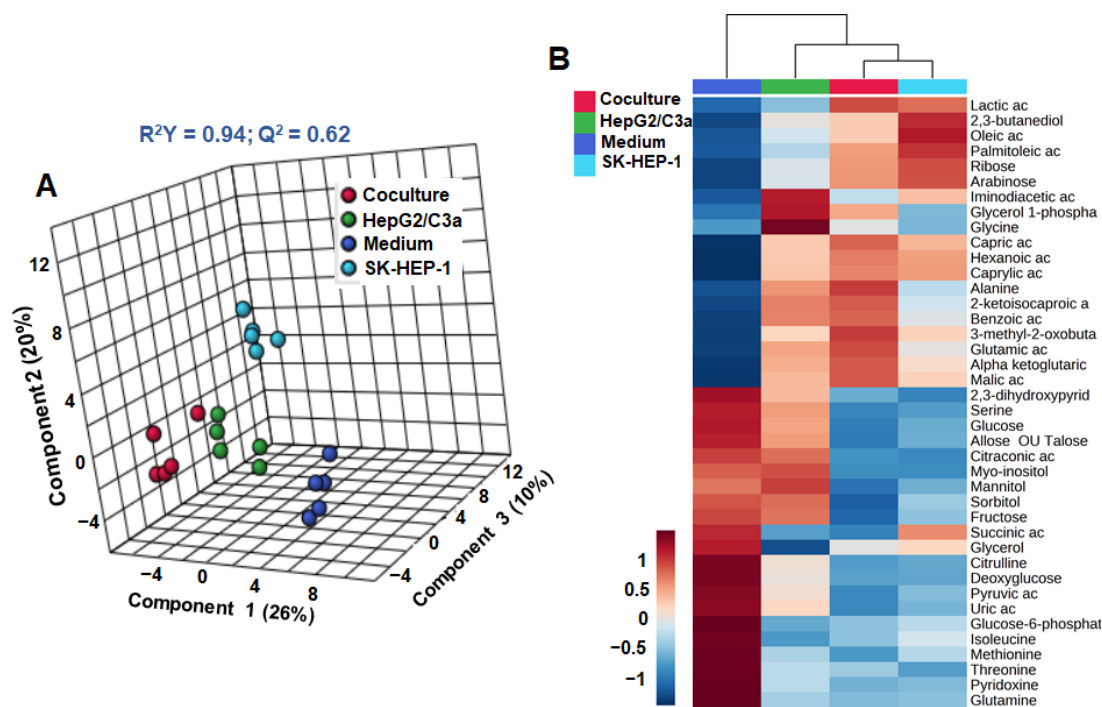 A
R²Y = 0.94; Q² = 0.62
Coculture
HepG2/C3a
Medium
SK-HEP-1
12
8
4
0
−4
Component 2 (20%)
−4
0
4
8
Component 1 (26%)
−4
0
4
8
12
Component 3 (10%)
B
Coculture
HepG2/C3a
Medium
SK-HEP-1
1
0.5
0
−0.5
−1
Lactic ac
2,3-butanediol
Oleic ac
Palmitoleic ac
Ribose
Arabinose
Iminodiacetic ac
Glycerol 1-phospha
Glycine
Capric ac
Hexanoic ac
Caprylic ac
Alanine
2-ketoisocaproic a
Benzoic ac
3-methyl-2-oxobuta
Glutamic ac
Alpha ketoglutaric
Malic ac
2,3-dihydroxypyrid
Serine
Glucose
Allose OU Talose
Citraconic ac
Myo-inositol
Mannitol
Sorbitol
Fructose
Succinic ac
Glycerol
Citrulline
Deoxyglucose
Pyruvic ac
Uric ac
Glucose-6-phosphat
Isoleucine
Methionine
Threonine
Pyridoxine
Glutamine